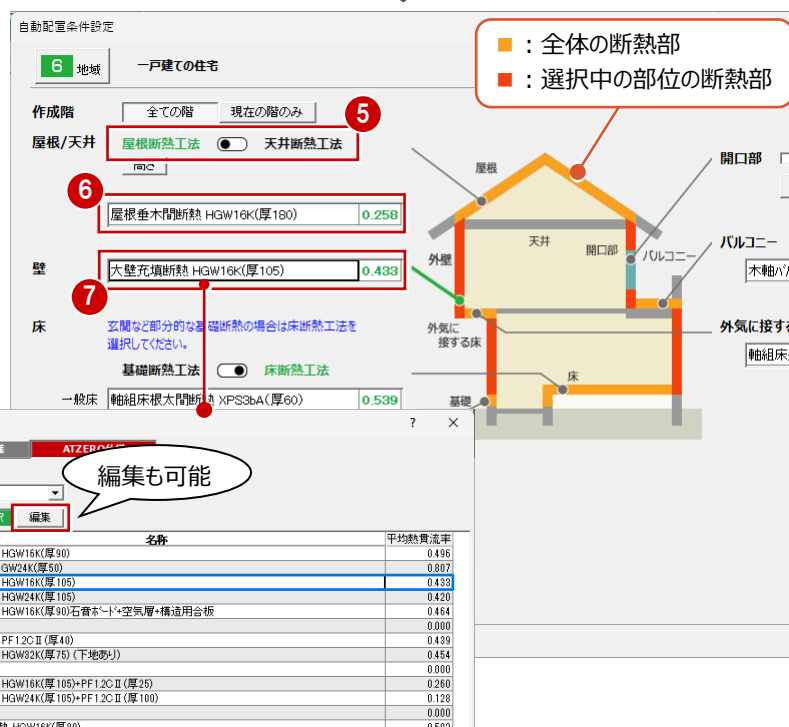 自動配置条件設定
■：全体の断熱部
■：選択中の部位の断熱部
6 地域
一戸建ての住宅
作成階
全ての階
現在の階のみ
5
屋根/天井
屋根断熱工法
天井断熱工法
6
屋根垂木間断熱 HGW16K(厚180)
0.258
壁
大壁充填断熱 HGW16K(厚105)
0.433
7
床
玄関など部分的な基礎断熱の場合は床断熱工法を
選択してください。
基礎断熱工法
床断熱工法
一般床
0.539
屋根
天井
開口部
バルコニー
外壁
外気に
接する床
床
基礎
開口部
バルコニー
外気に接す
軸組床
? ×
ATZERO
編集も可能
編集
名称
平均熱貫流率
HGW16K(厚90)
0.496
GW24K(厚50)
0.807
HGW16K(厚105)
0.433
HGW24K(厚105)
0.420
HGW16K(厚90)石膏ボード+空気層+構造用合板
0.464
0.000
PF1.2CⅡ(厚40)
0.439
HGW32K(厚75)(下地あり)
0.454
0.000
HGW16K(厚105)+PF1.2CⅡ(厚25)
0.260
HGW24K(厚105)+PF1.2CⅡ(厚100)
0.128
0.000